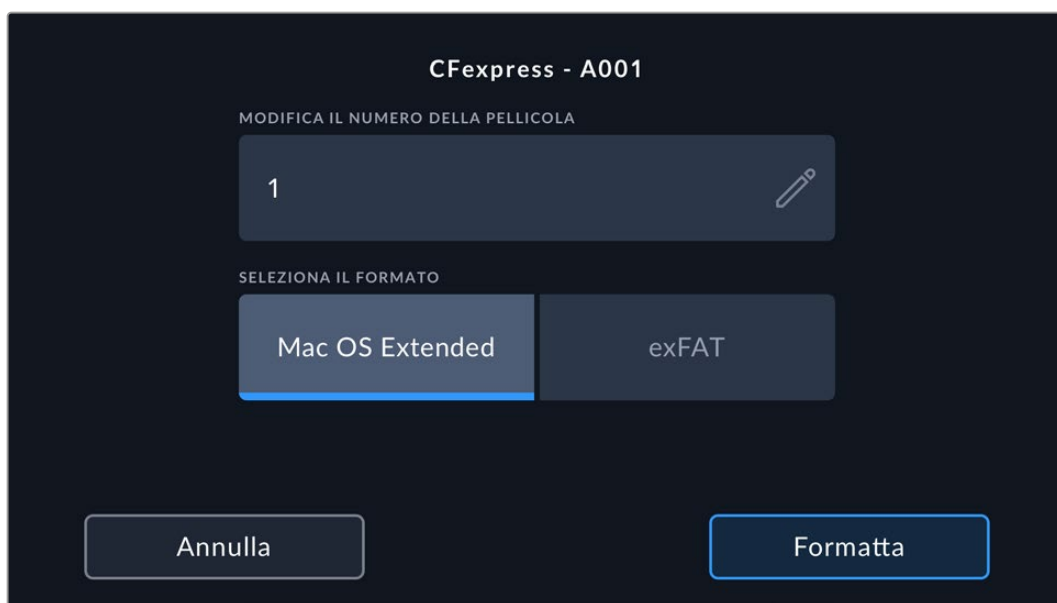 CFexpress - A001
MODIFICA IL NUMERO DELLA PELLICOLA
1
SELEZIONA IL FORMATO
Mac OS Extended exFAT
Annulla Formatta